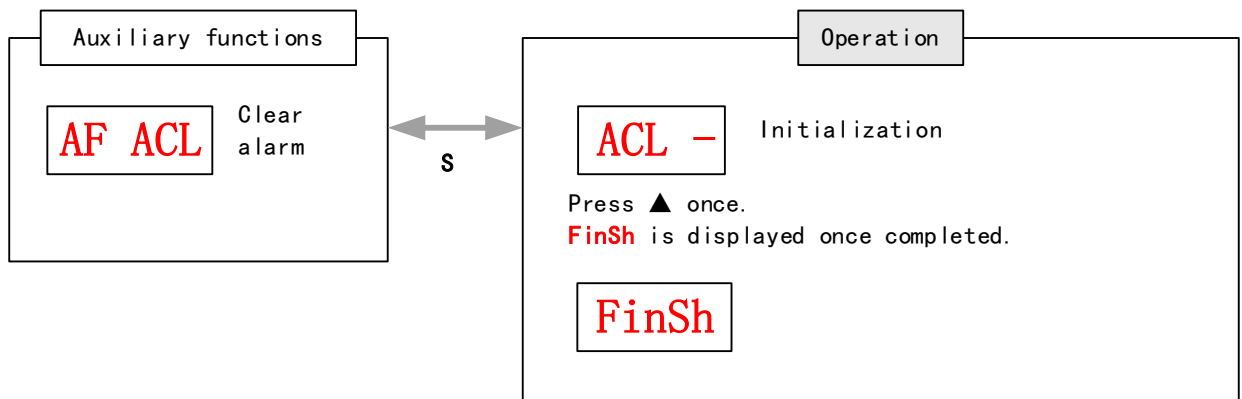 Auxiliary functions
AF ACL
Clear
alarm
S
Operation
ACL -
Initialization
Press ▲ once.
FinSh is displayed once completed.
FinSh